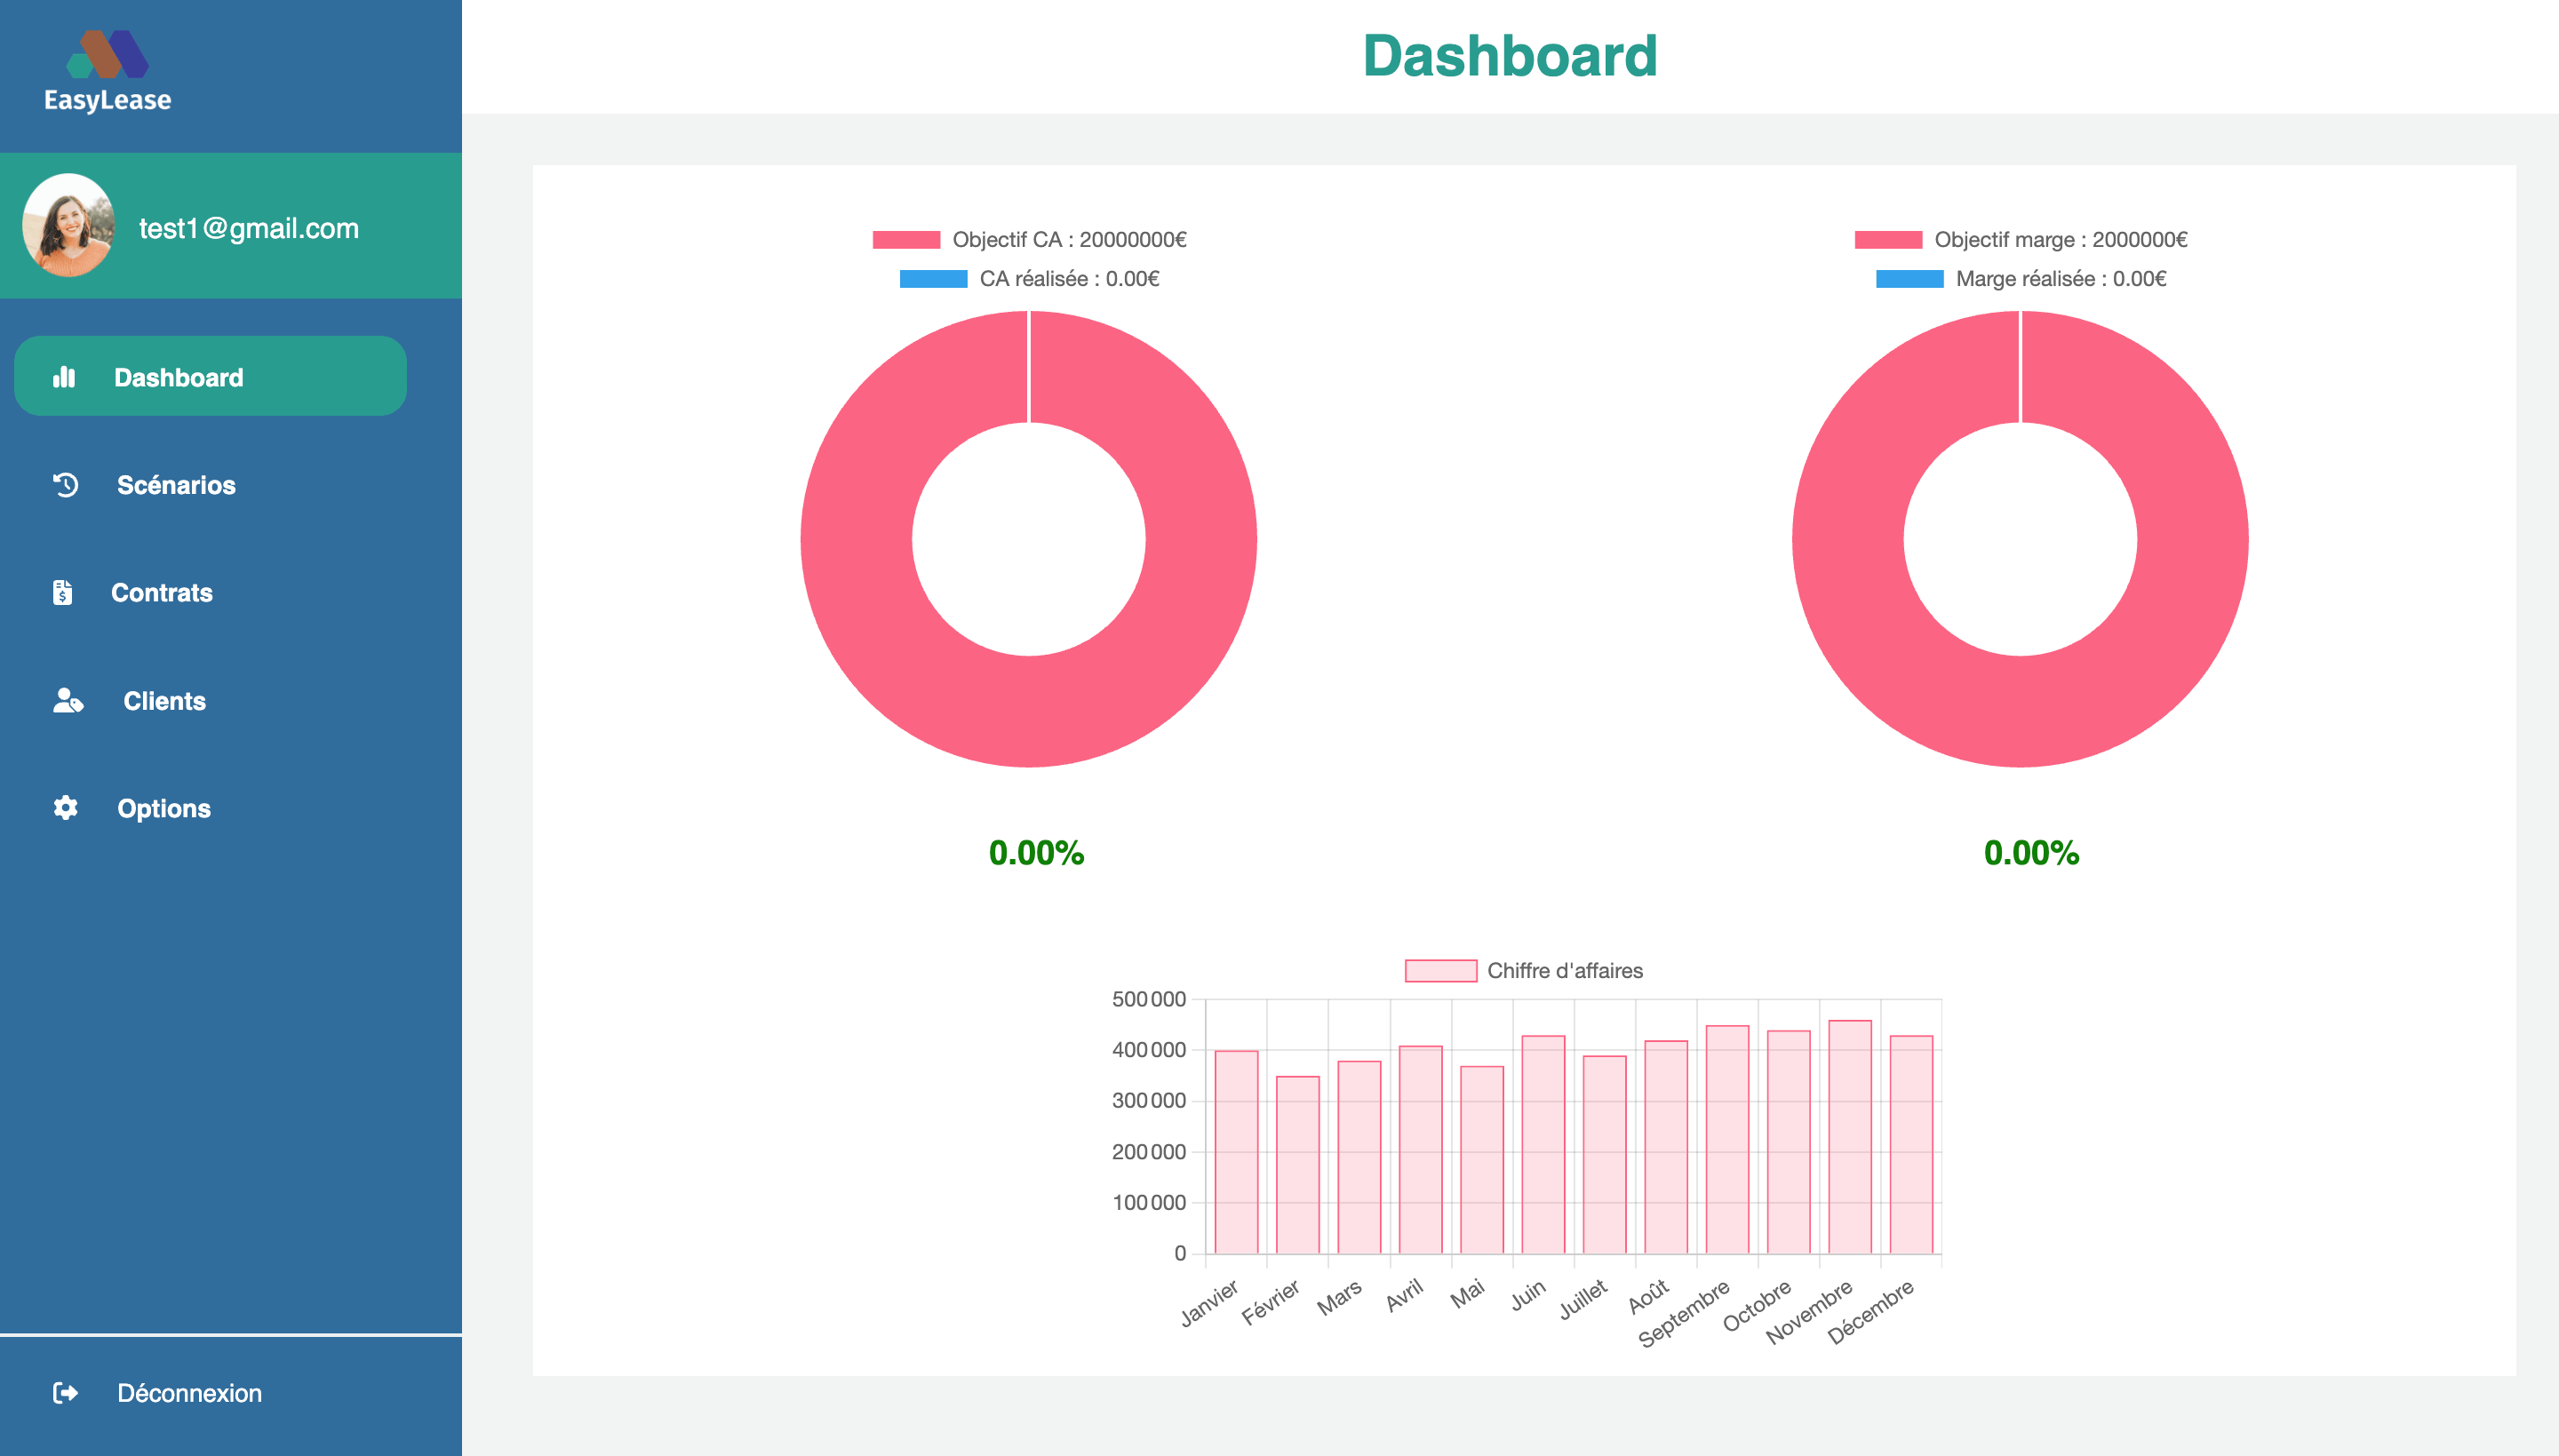 EasyLease
test1@gmail.com
Dashboard
Scénarios
Contrats
Clients
Options
Déconnexion
Dashboard
Objectif CA : 20000000€
CA réalisée : 0.00€
0.00%
Objectif marge : 2000000€
Marge réalisée : 0.00€
0.00%
Chiffre d'affaires
500 000
400 000
300 000
200 000
100 000
0
Janvier
Février
Mars
Avril
Mai
Juin
Juillet
Août
Septembre
Octobre
Novembre
Décembre